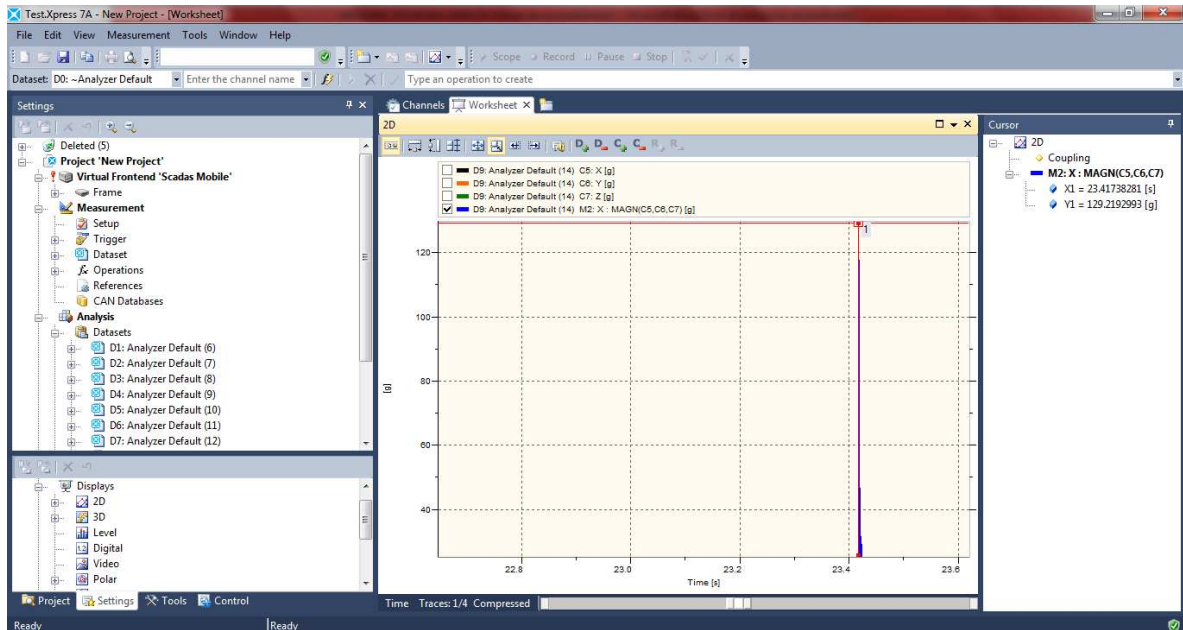 Test.Xpress 7A - New Project - [Worksheet]
File Edit View Measurement Tools Window Help
Scope Record Pause Stop
Dataset: D0: ~Analyzer Default Enter the channel name Type an operation to create
Settings
Deleted (5)
Project 'New Project'
Virtual Frontend 'Scadas Mobile'
Frame
Measurement
Setup
Trigger
Dataset
Operations
References
CAN Databases
Analysis
Datasets
D1: Analyzer Default (6)
D2: Analyzer Default (7)
D3: Analyzer Default (8)
D4: Analyzer Default (9)
D5: Analyzer Default (10)
D6: Analyzer Default (11)
D7: Analyzer Default (12)
Displays
2D
3D
Level
Digital
Video
Polar
Project Settings Tools Control
Channels Worksheet
2D
D9: Analyzer Default (14) C5: X [g]
D9: Analyzer Default (14) C6: Y [g]
D9: Analyzer Default (14) C7: Z [g]
D9: Analyzer Default (14) M2: X : MAGN(C5,C6,C7) [g]
1
120
100
80
60
40
[g]
22.8 23.0 23.2 23.4 23.6
Time [s]
Time Traces: 1/4 Compressed
Cursor
2D
Coupling
M2: X : MAGN(C5,C6,C7)
X1 = 23.41738281 [s]
Y1 = 129.2192993 [g]
Ready Ready